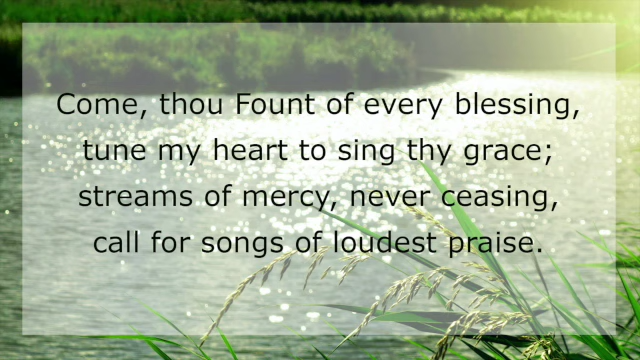 Come, thou Fount of every blessing,
tune my heart to sing thy grace;
streams of mercy, never ceasing,
call for songs of loudest praise.